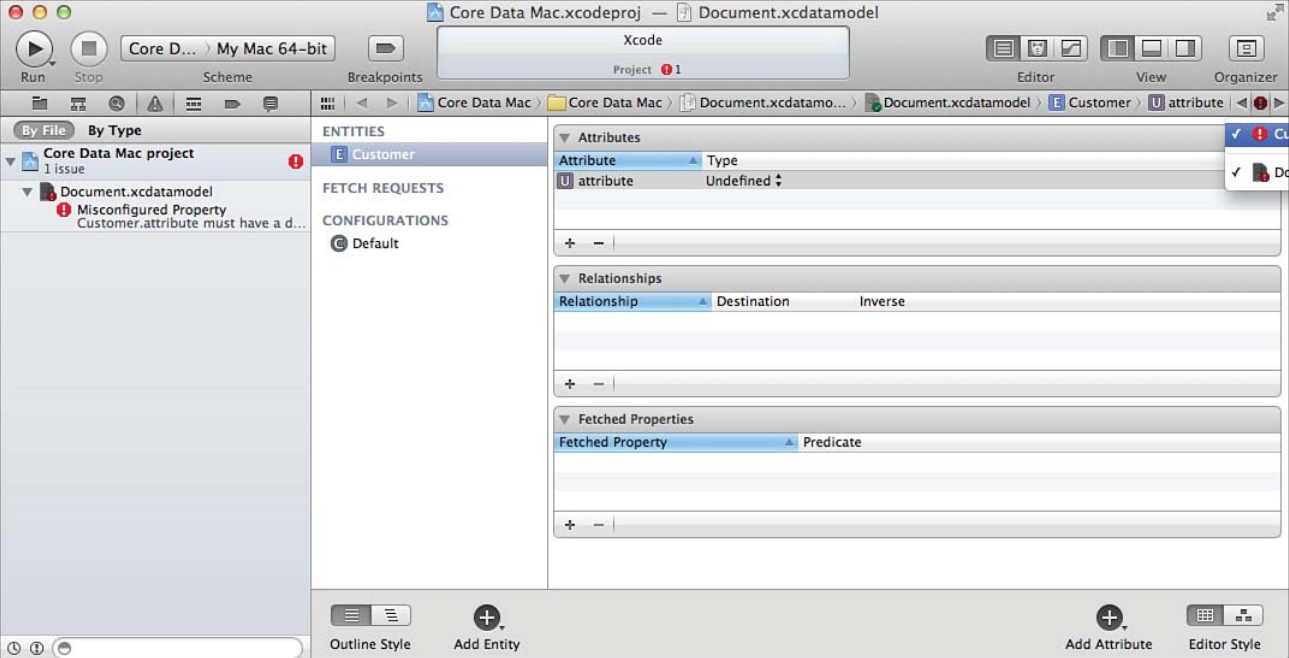 Core Data Mac.xcodeproj — Document.xcdatamodel
Core D... 〉 My Mac 64-bit
Xcode
Project 1
Run Stop Scheme Breakpoints Editor View Organizer
Core Data Mac 〉 Core Data Mac 〉 Document.xcdatamo... 〉 Document.xcdatamodel 〉 E Customer 〉 U attribute
By File By Type
Core Data Mac project
1 issue
Document.xcdatamodel
Misconfigured Property
Customer.attribute must have a d...
ENTITIES
E Customer
FETCH REQUESTS
CONFIGURATIONS
C Default
Attributes
Attribute Type
U attribute Undefined
Relationships
Relationship Destination Inverse
Fetched Properties
Fetched Property Predicate
✓ Cu
✓ Do
Outline Style Add Entity Add Attribute Editor Style